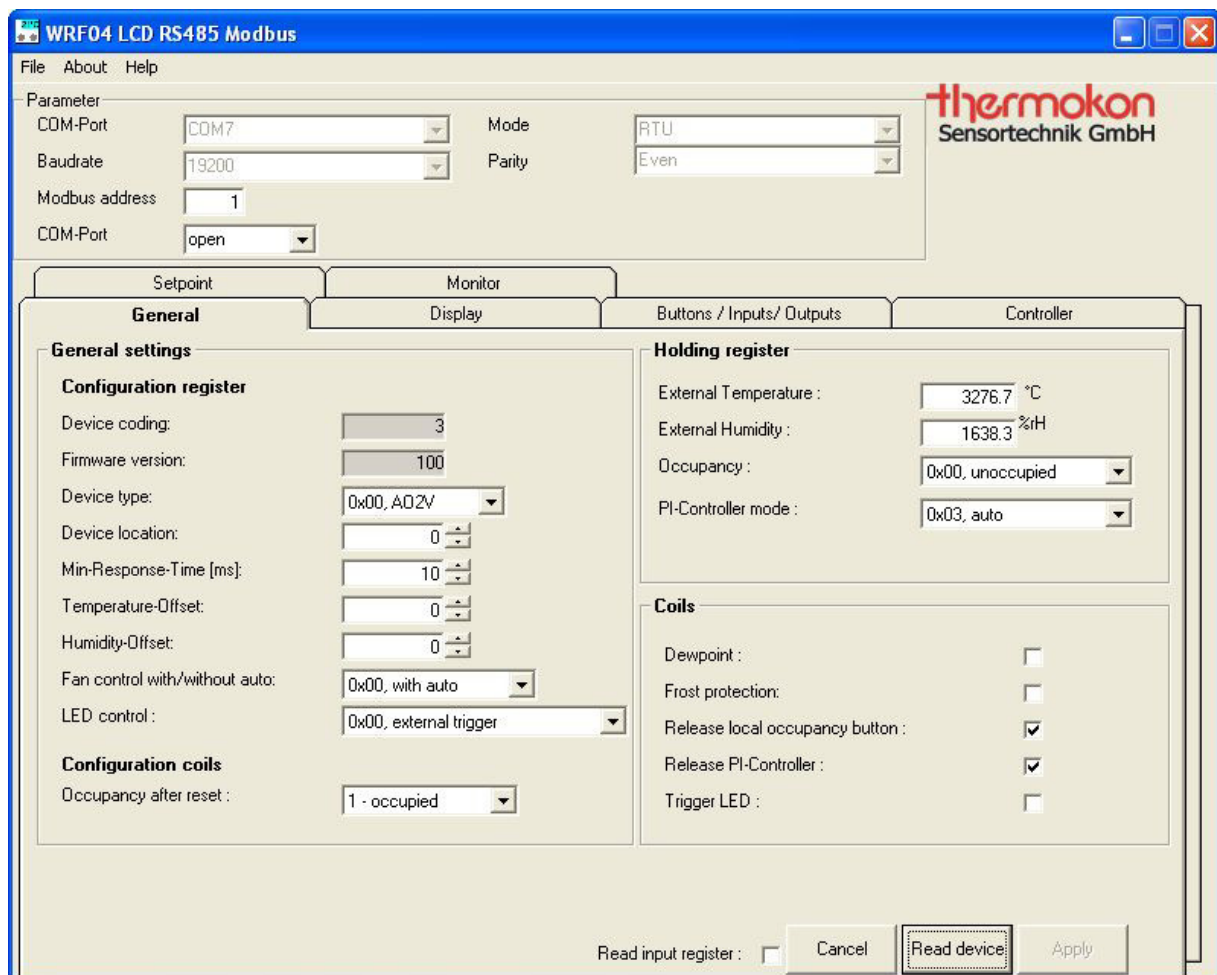 WRF04 LCD RS485 Modbus
File About Help
thermokon
Sensortechnik GmbH
Parameter
COM-Port COM7 Mode RTU
Baudrate 19200 Parity Even
Modbus address 1
COM-Port open
Setpoint Monitor
General Display Buttons / Inputs/ Outputs Controller
General settings
Configuration register
Device coding: 3
Firmware version: 100
Device type: 0x00, AO2V
Device location: 0
Min-Response-Time [ms]: 10
Temperature-Offset: 0
Humidity-Offset: 0
Fan control with/without auto: 0x00, with auto
LED control : 0x00, external trigger
Configuration coils
Occupancy after reset : 1 - occupied
Holding register
External Temperature : 3276.7 °C
External Humidity : 1638.3 %rH
Occupancy : 0x00, unoccupied
PI-Controller mode : 0x03, auto
Coils
Dewpoint :
Frost protection:
Release local occupancy button :
Release PI-Controller :
Trigger LED :
Read input register : Cancel Read device Apply